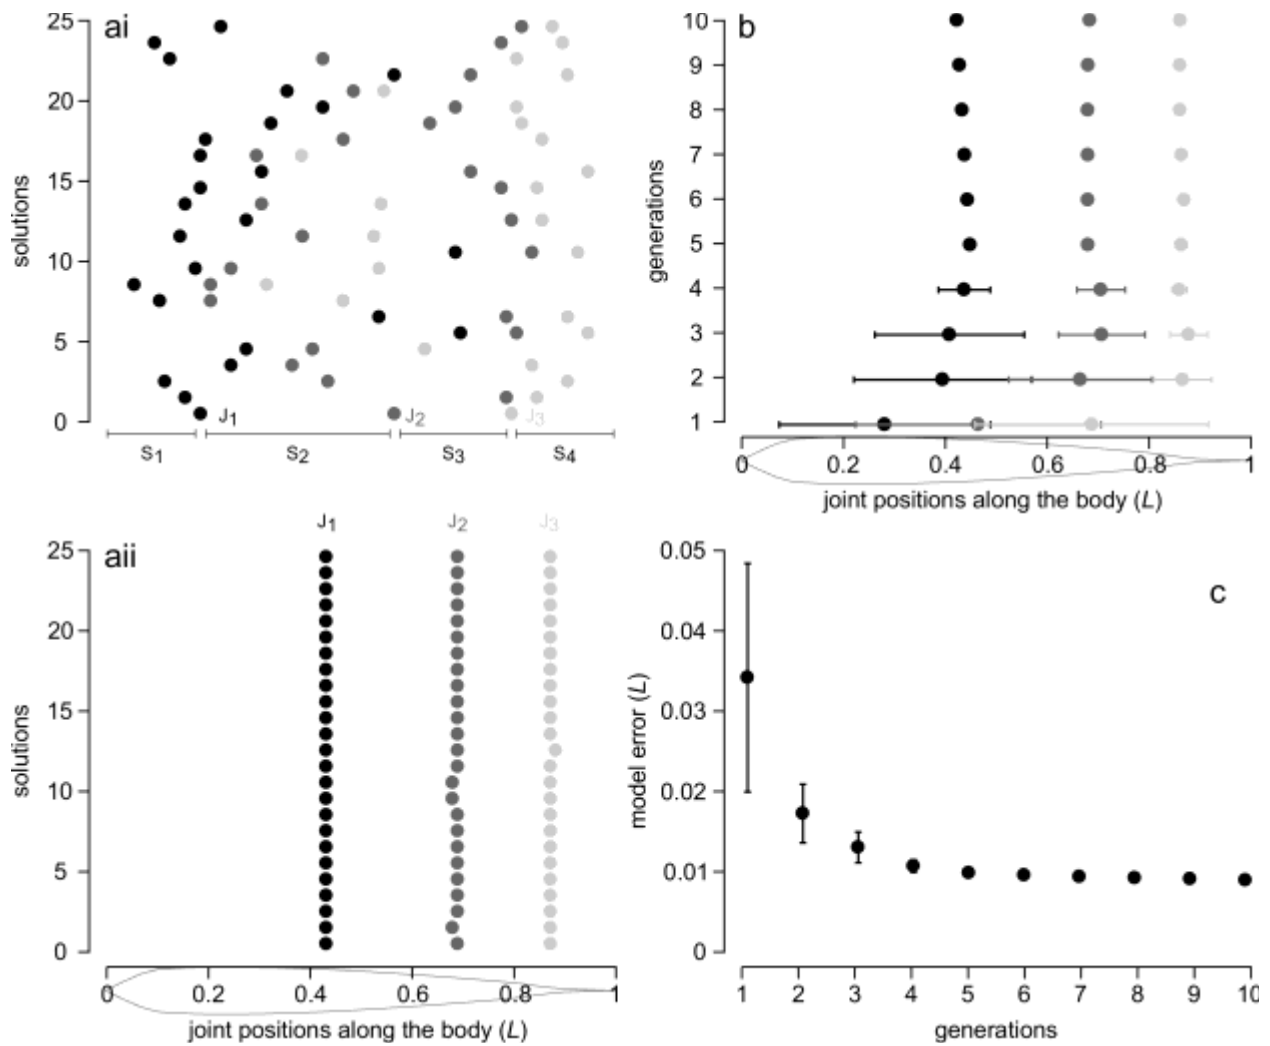 ai
25
20
15
10
5
0
solutions
J1
J2
J3
S1
S2
S3
S4
b
10
9
8
7
6
5
4
3
2
1
generations
0
0.2
0.4
0.6
0.8
1
joint positions along the body (L)
aii
J1
J2
J3
25
20
15
10
5
0
solutions
0
0.2
0.4
0.6
0.8
1
joint positions along the body (L)
c
0.05
0.04
0.03
0.02
0.01
0
model error (L)
1
2
3
4
5
6
7
8
9
10
generations